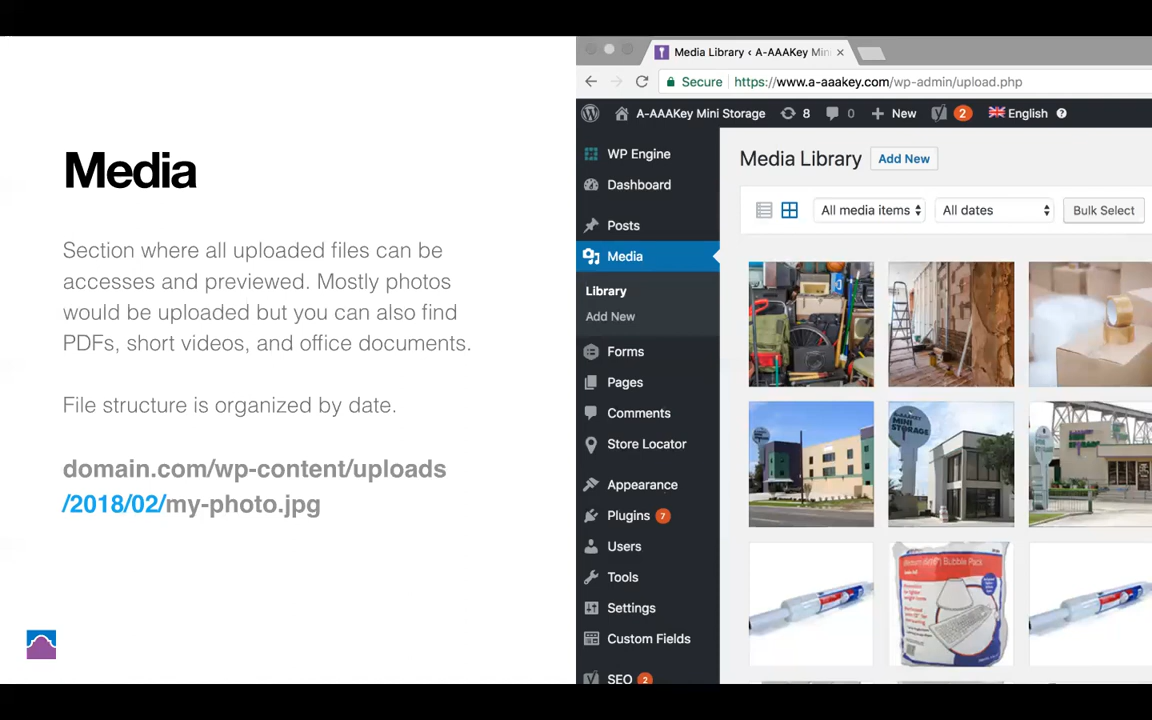 Media
Section where all uploaded files can be
accesses and previewed. Mostly photos
would be uploaded but you can also find
PDFs, short videos, and office documents.
File structure is organized by date.
domain.com/wp-content/uploads
/2018/02/my-photo.jpg
Media Library ‹ A-AAAKey Mini
Secure https://www.a-aaakey.com/wp-admin/upload.php
A-AAAKey Mini Storage 8 0 New 2 English
WP Engine
Dashboard
Posts
Media
Library
Add New
Forms
Pages
Comments
Store Locator
Appearance
Plugins 7
Users
Tools
Settings
Custom Fields
SEO 2
Media Library Add New
All media items All dates Bulk Select
A-AAAKEY
MINI
STORAGE
Bubble Pack